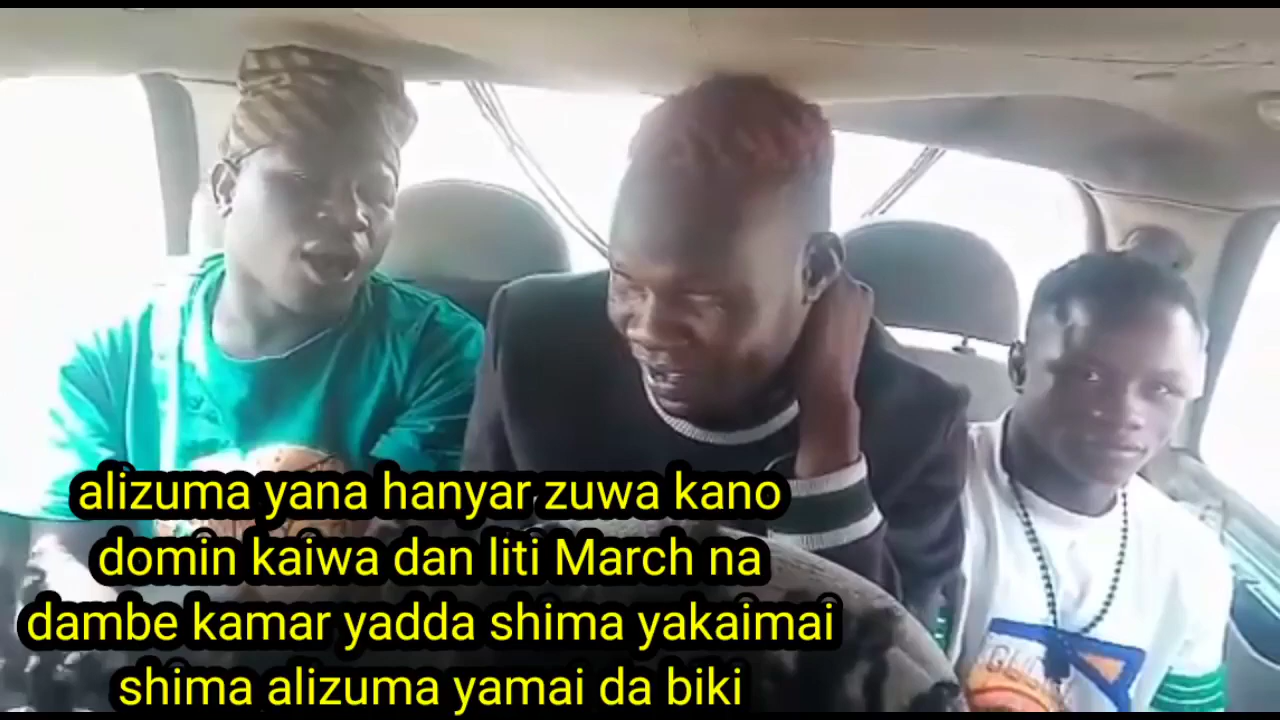 alizuma yana hanyar zuwa kano
domin kaiwa dan liti March na
dambe kamar yadda shima yakaimai
shima alizuma yamai da biki